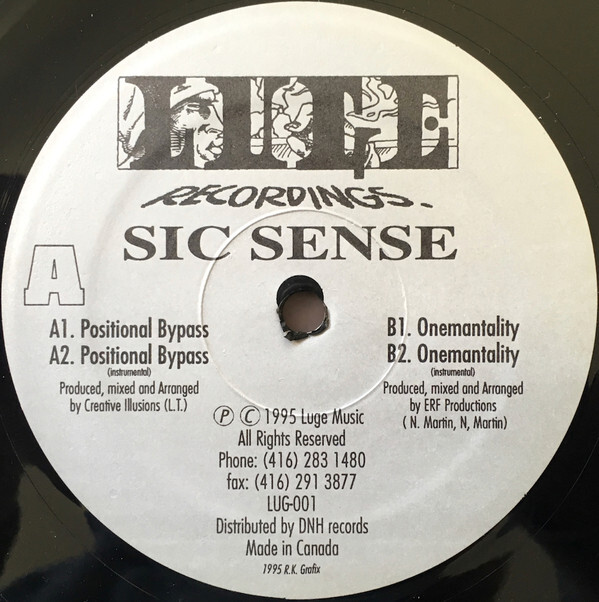 LUGE
RECORDINGS.
SIC SENSE
A
A1. Positional Bypass
A2. Positional Bypass
(instrumental)
Produced, mixed and Arranged
by Creative Illusions (L.T.)
B1. Onemantality
B2. Onemantality
(instrumental)
Produced, mixed and Arranged
by ERF Productions
( N. Martin, N, Martin)
Ⓟ © 1995 Luge Music
All Rights Reserved
Phone: (416) 283 1480
fax: (416) 291 3877
LUG-001
Distributed by DNH records
Made in Canada
1995 R.K. Grafix